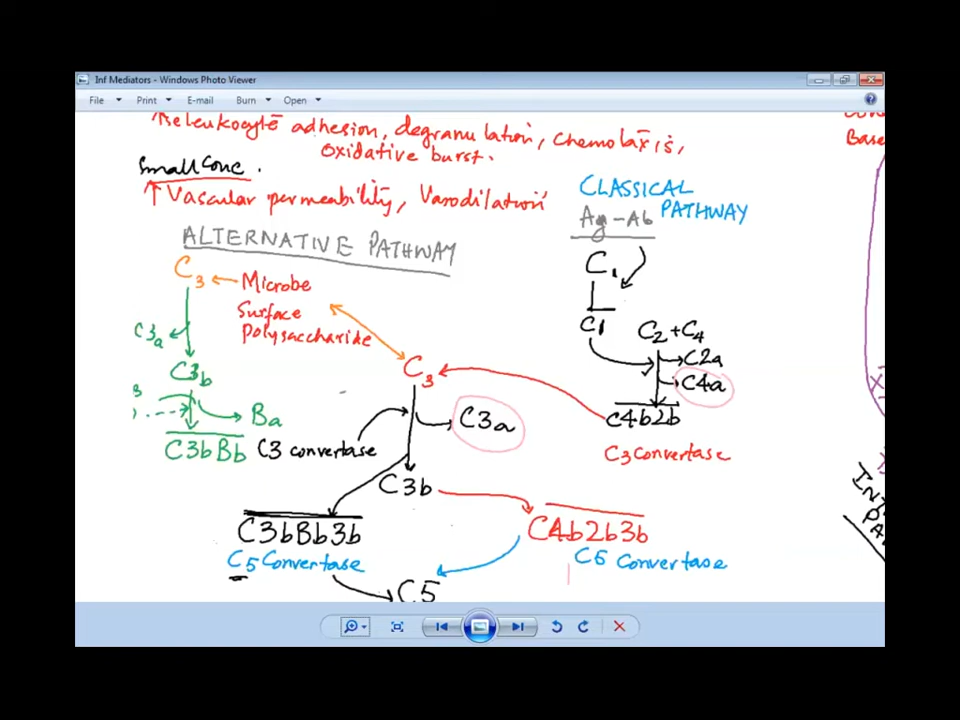 Inf Mediators - Windows Photo Viewer
File Print E-mail Burn Open
↑Releukocyte adhesion, degranulation, Chemotaxis,
Oxidative burst.
Small Conc.
↑Vascular permeability, Vasodilation
CLASSICAL
PATHWAY
Ag-Ab
ALTERNATIVE PATHWAY
C1
C1
C2+C4
C2a
C4a
C4b2b
C3 Convertase
C3
Microbe
Surface
Polysaccharide
C3a
C3b
Ba
C3bBb
C3
C3 convertase
C3a
C3b
C3bBb3b
C5 Convertase
C4b2b3b
C5 Convertase
C5
Base